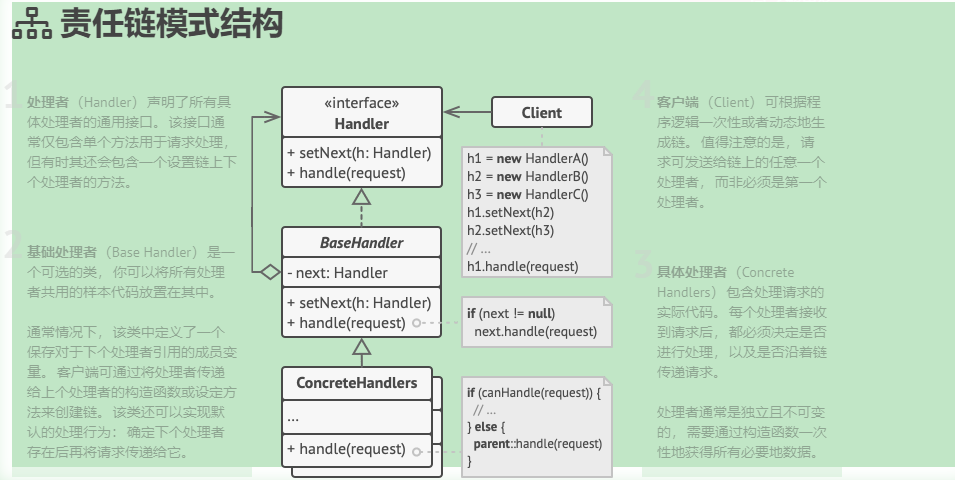 责任链模式结构
1
处理者（Handler）声明了所有具
体处理者的通用接口。 该接口通
常仅包含单个方法用于请求处理，
但有时其还会包含一个设置链上下
个处理者的方法。
2
基础处理者（Base Handler）是一
个可选的类， 你可以将所有处理
者共用的样本代码放置在其中。
通常情况下， 该类中定义了一个
保存对于下个处理者引用的成员变
量。 客户端可通过将处理者传递
给上个处理者的构造函数或设定方
法来创建链。 该类还可以实现默
认的处理行为： 确定下个处理者
存在后再将请求传递给它。
«interface»
Handler
+ setNext(h: Handler)
+ handle(request)
BaseHandler
- next: Handler
+ setNext(h: Handler)
+ handle(request)
ConcreteHandlers
...
+ handle(request)
Client
h1 = new HandlerA()
h2 = new HandlerB()
h3 = new HandlerC()
h1.setNext(h2)
h2.setNext(h3)
// ...
h1.handle(request)
if (next != null)
next.handle(request)
if (canHandle(request)) {
// ...
} else {
parent::handle(request)
}
4
客户端（Client）可根据程
序逻辑一次性或者动态地生
成链。 值得注意的是， 请
求可发送给链上的任意一个
处理者， 而非必须是第一个
处理者。
3
具体处理者（Concrete
Handlers）包含处理请求的
实际代码。 每个处理者接收
到请求后， 都必须决定是否
进行处理， 以及是否沿着链
传递请求。
处理者通常是独立且不可变
的， 需要通过构造函数一次
性地获得所有必要地数据。